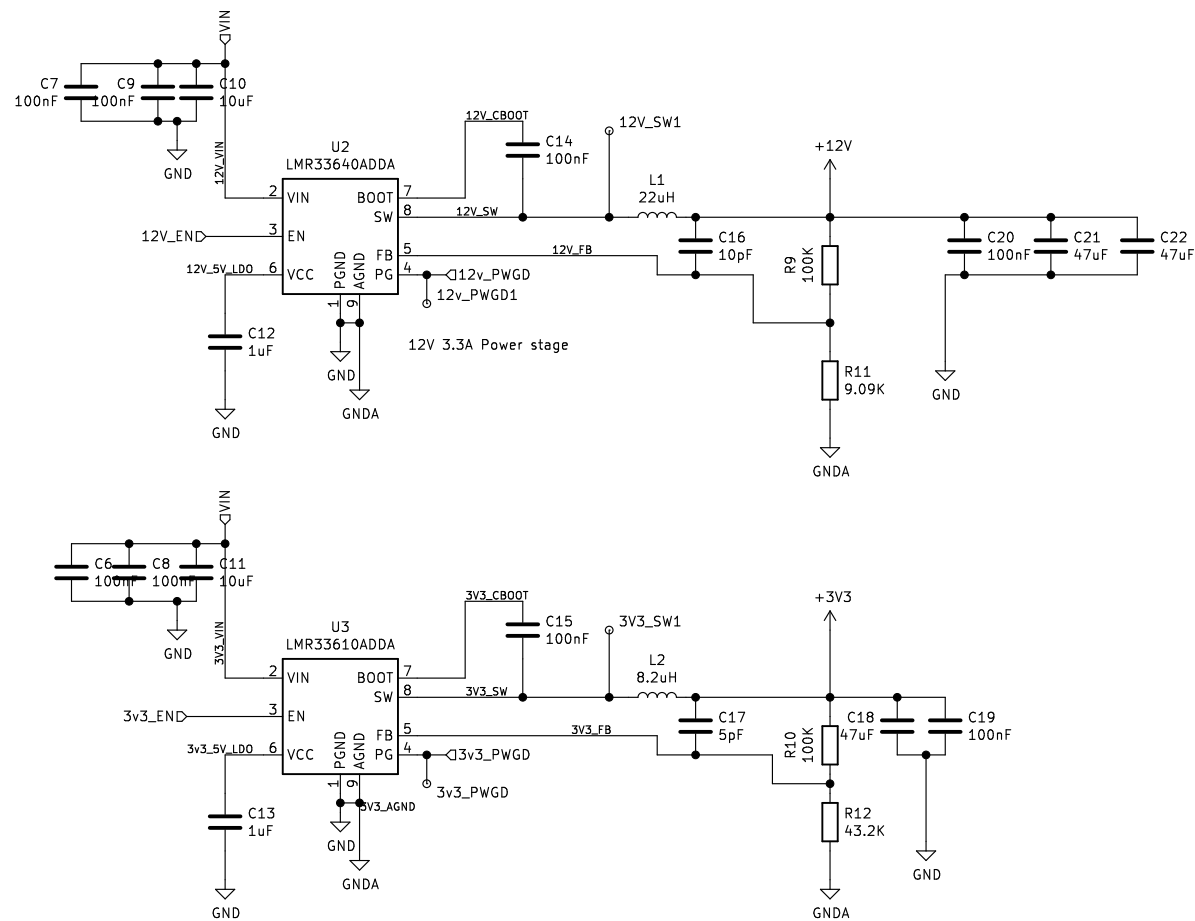 VIN
C7
100nF
C9
100nF
C10
10uF
GND
12V_VIN
U2
LMR33640ADDA
2
VIN
3
EN
6
VCC
BOOT
7
SW
8
FB
5
PG
4
PGND
AGND
1
9
12V_EN
12V_5V_LDO
C12
1uF
GND
GND
GNDA
12V_CBOOT
C14
100nF
12V_SW
12V_SW1
L1
22uH
12V_FB
12v_PWGD
12v_PWGD1
12V 3.3A Power stage
C16
10pF
+12V
R9
100K
R11
9.09K
GNDA
C20
100nF
C21
47uF
C22
47uF
GND
VIN
C6
100nF
C8
100nF
C11
10uF
GND
3V3_VIN
U3
LMR33610ADDA
2
VIN
3
EN
6
VCC
BOOT
7
SW
8
FB
5
PG
4
PGND
AGND
1
9
3v3_EN
3v3_5V_LDO
C13
1uF
GND
3V3_AGND
GND
GNDA
3V3_CBOOT
C15
100nF
3V3_SW
3V3_SW1
L2
8.2uH
3V3_FB
3v3_PWGD
3v3_PWGD
C17
5pF
+3V3
R10
100K
R12
43.2K
GNDA
C18
47uF
C19
100nF
GND